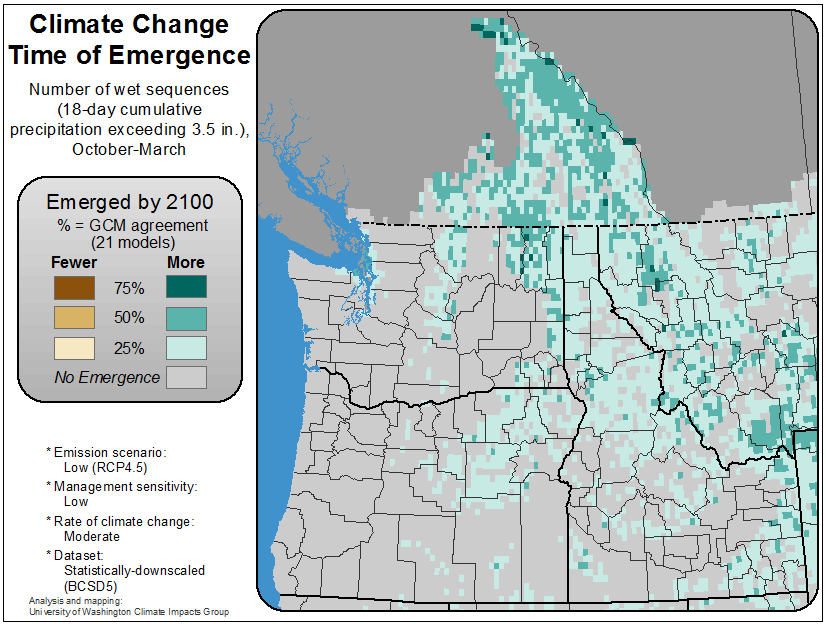 Climate Change
Time of Emergence
Number of wet sequences
(18-day cumulative
precipitation exceeding 3.5 in.),
October-March
Emerged by 2100
% = GCM agreement
(21 models)
Fewer More
75%
50%
25%
No Emergence
* Emission scenario:
Low (RCP4.5)
* Management sensitivity:
Low
* Rate of climate change:
Moderate
* Dataset:
Statistically-downscaled
(BCSD5)
Analysis and mapping:
University of Washington Climate Impacts Group